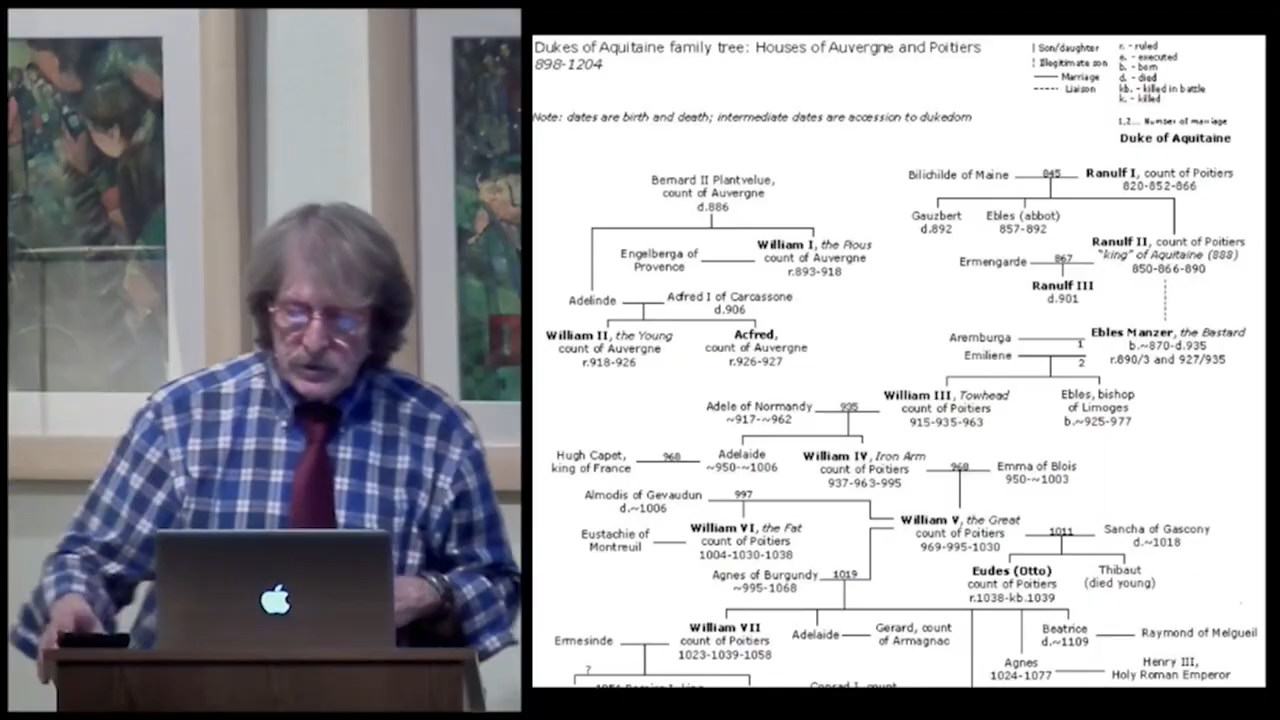 Dukes of Aquitaine family tree: Houses of Auvergne and Poitiers
898-1204
Son/daughter
Illegitimate son
Marriage
Liaison
r. - ruled
e. - executed
b. - born
d. - died
kb. - killed in battle
k. - killed
1,2... Number of marriage
Duke of Aquitaine
Note: dates are birth and death; intermediate dates are accession to dukedom
Bernard II Plantvelue,
count of Auvergne
d.886
Bilichilde of Maine
845
Ranulf I, count of Poitiers
820-852-866
Gauzbert
d.892
Ebles (abbot)
857-892
Engelberga of
Provence
William I, the Pious
count of Auvergne
r.893-918
Ermengarde
867
Ranulf II, count of Poitiers
"king" of Aquitaine (888)
850-866-890
Ranulf III
d.901
Adelinde
Acfred I of Carcassone
d.906
William II, the Young
count of Auvergne
r.918-926
Acfred,
count of Auvergne
r.926-927
Aremburga
1
Emiliene
2
Ebles Manzer, the Bastard
b.~870-d.935
r.890/3 and 927/935
Adele of Normandy
~917-~962
935
William III, Towhead
count of Poitiers
915-935-963
Ebles, bishop
of Limoges
b.~925-977
Hugh Capet,
king of France
968
Adelaide
~950-~1006
William IV, Iron Arm
count of Poitiers
937-963-995
968
Emma of Blois
950-~1003
Almodis of Gevaudun
d.~1006
997
Eustachie of
Montreuil
William VI, the Fat
count of Poitiers
1004-1030-1038
William V, the Great
count of Poitiers
969-995-1030
1011
Sancha of Gascony
d.~1018
Agnes of Burgundy
~995-1068
1019
Eudes (Otto)
count of Poitiers
r.1038-kb.1039
Thibaut
(died young)
Ermesinde
William VII
count of Poitiers
1023-1039-1058
Adelaide
Gerard, count
of Armagnac
Beatrice
d.~1109
Raymond of Melgueil
Agnes
1024-1077
Henry III,
Holy Roman Emperor
?